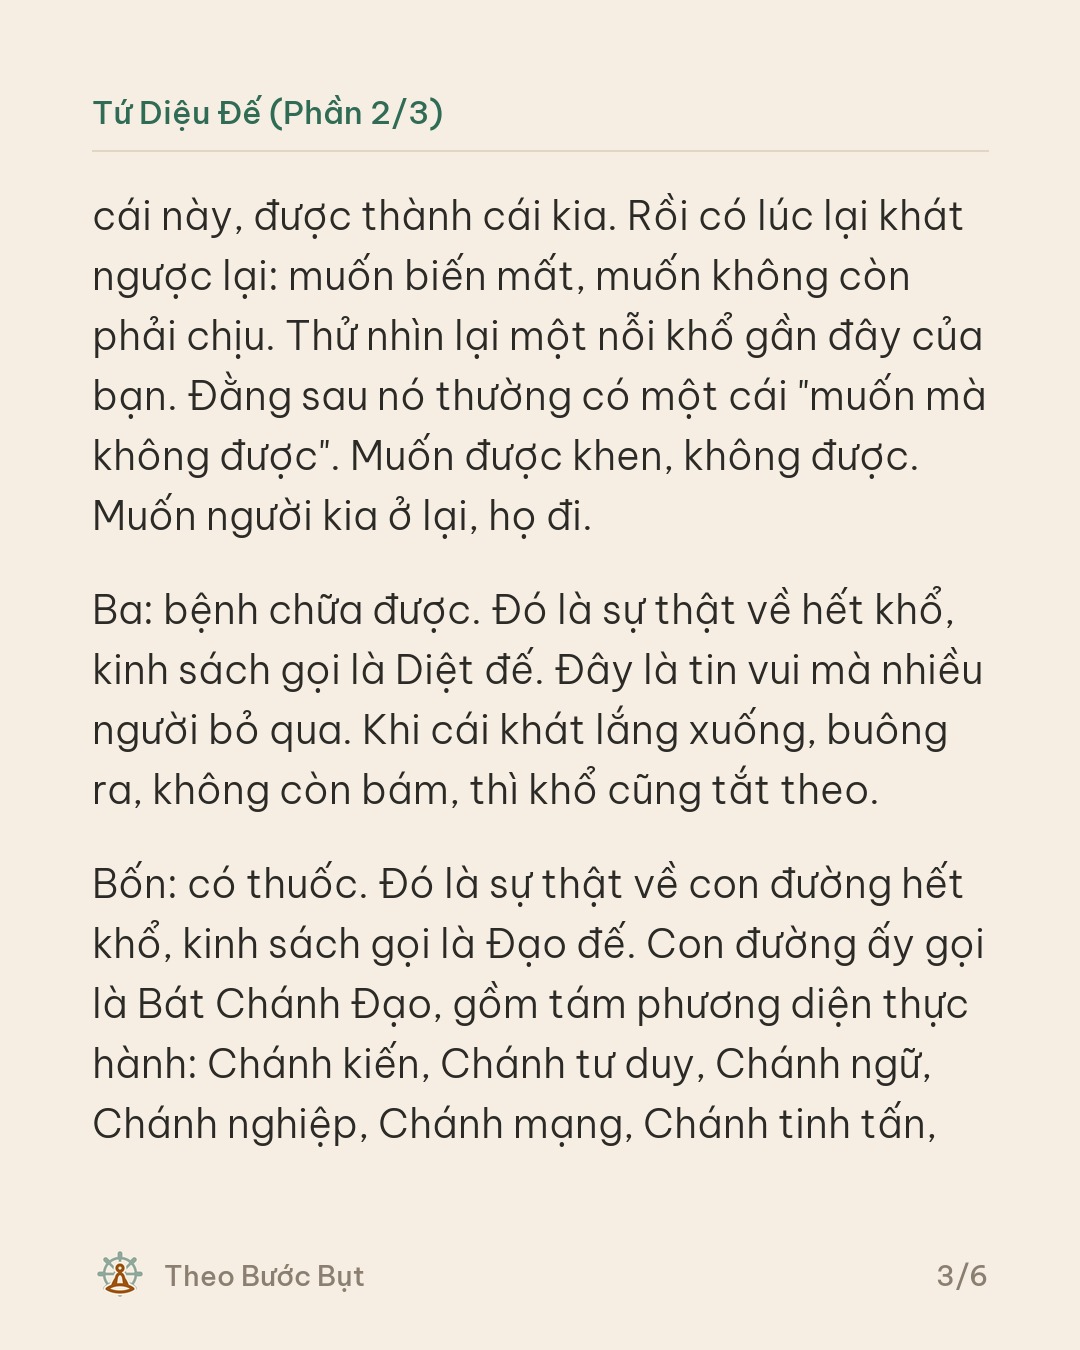 Tứ Diệu Đế (Phần 2/3)
cái này, được thành cái kia. Rồi có lúc lại khát
ngược lại: muốn biến mất, muốn không còn
phải chịu. Thử nhìn lại một nỗi khổ gần đây của
bạn. Đằng sau nó thường có một cái "muốn mà
không được". Muốn được khen, không được.
Muốn người kia ở lại, họ đi.
Ba: bệnh chữa được. Đó là sự thật về hết khổ,
kinh sách gọi là Diệt đế. Đây là tin vui mà nhiều
người bỏ qua. Khi cái khát lắng xuống, buông
ra, không còn bám, thì khổ cũng tắt theo.
Bốn: có thuốc. Đó là sự thật về con đường hết
khổ, kinh sách gọi là Đạo đế. Con đường ấy gọi
là Bát Chánh Đạo, gồm tám phương diện thực
hành: Chánh kiến, Chánh tư duy, Chánh ngữ,
Chánh nghiệp, Chánh mạng, Chánh tinh tấn,
Theo Bước Bụt
3/6